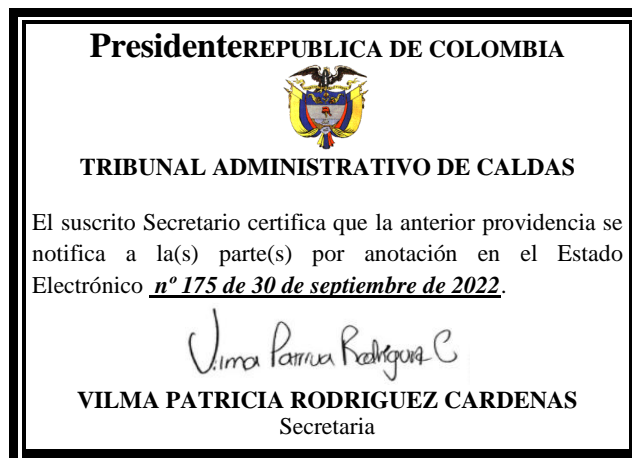 PresidenteREPUBLICA DE COLOMBIA
TRIBUNAL ADMINISTRATIVO DE CALDAS
El suscrito Secretario certifica que la anterior providencia se
notifica a la(s) parte(s) por anotación en el Estado
Electrónico nº 175 de 30 de septiembre de 2022.
Vilma Patricia Rodriguez C
VILMA PATRICIA RODRIGUEZ CARDENAS
Secretaria